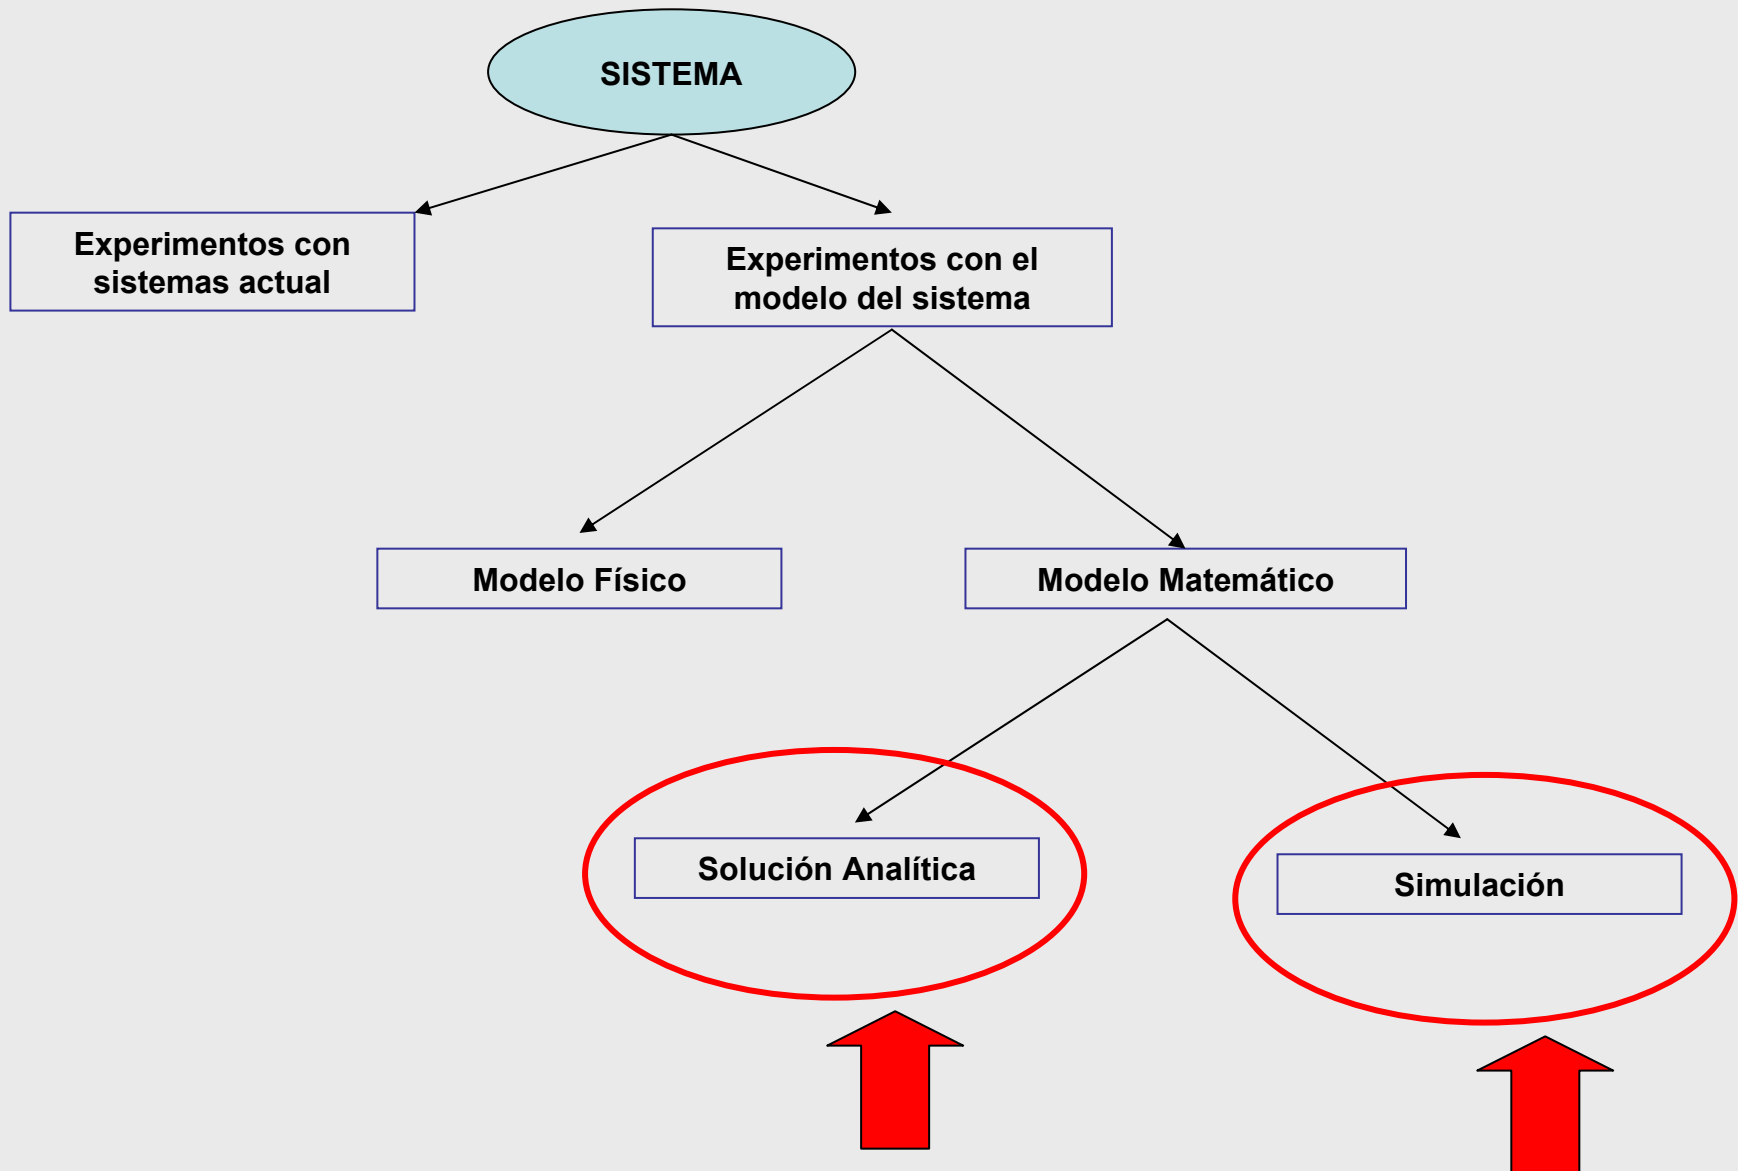 SISTEMA
Experimentos con
sistemas actual
Experimentos con el
modelo del sistema
Modelo Físico
Modelo Matemático
Solución Analítica
Simulación